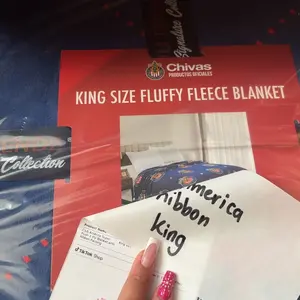 Signature Collection
Chivas
PRODUCTOS OFICIALES
KING SIZE FLUFFY FLEECE BLANKET
Collection
america
ribbon
king
TikTok Shop